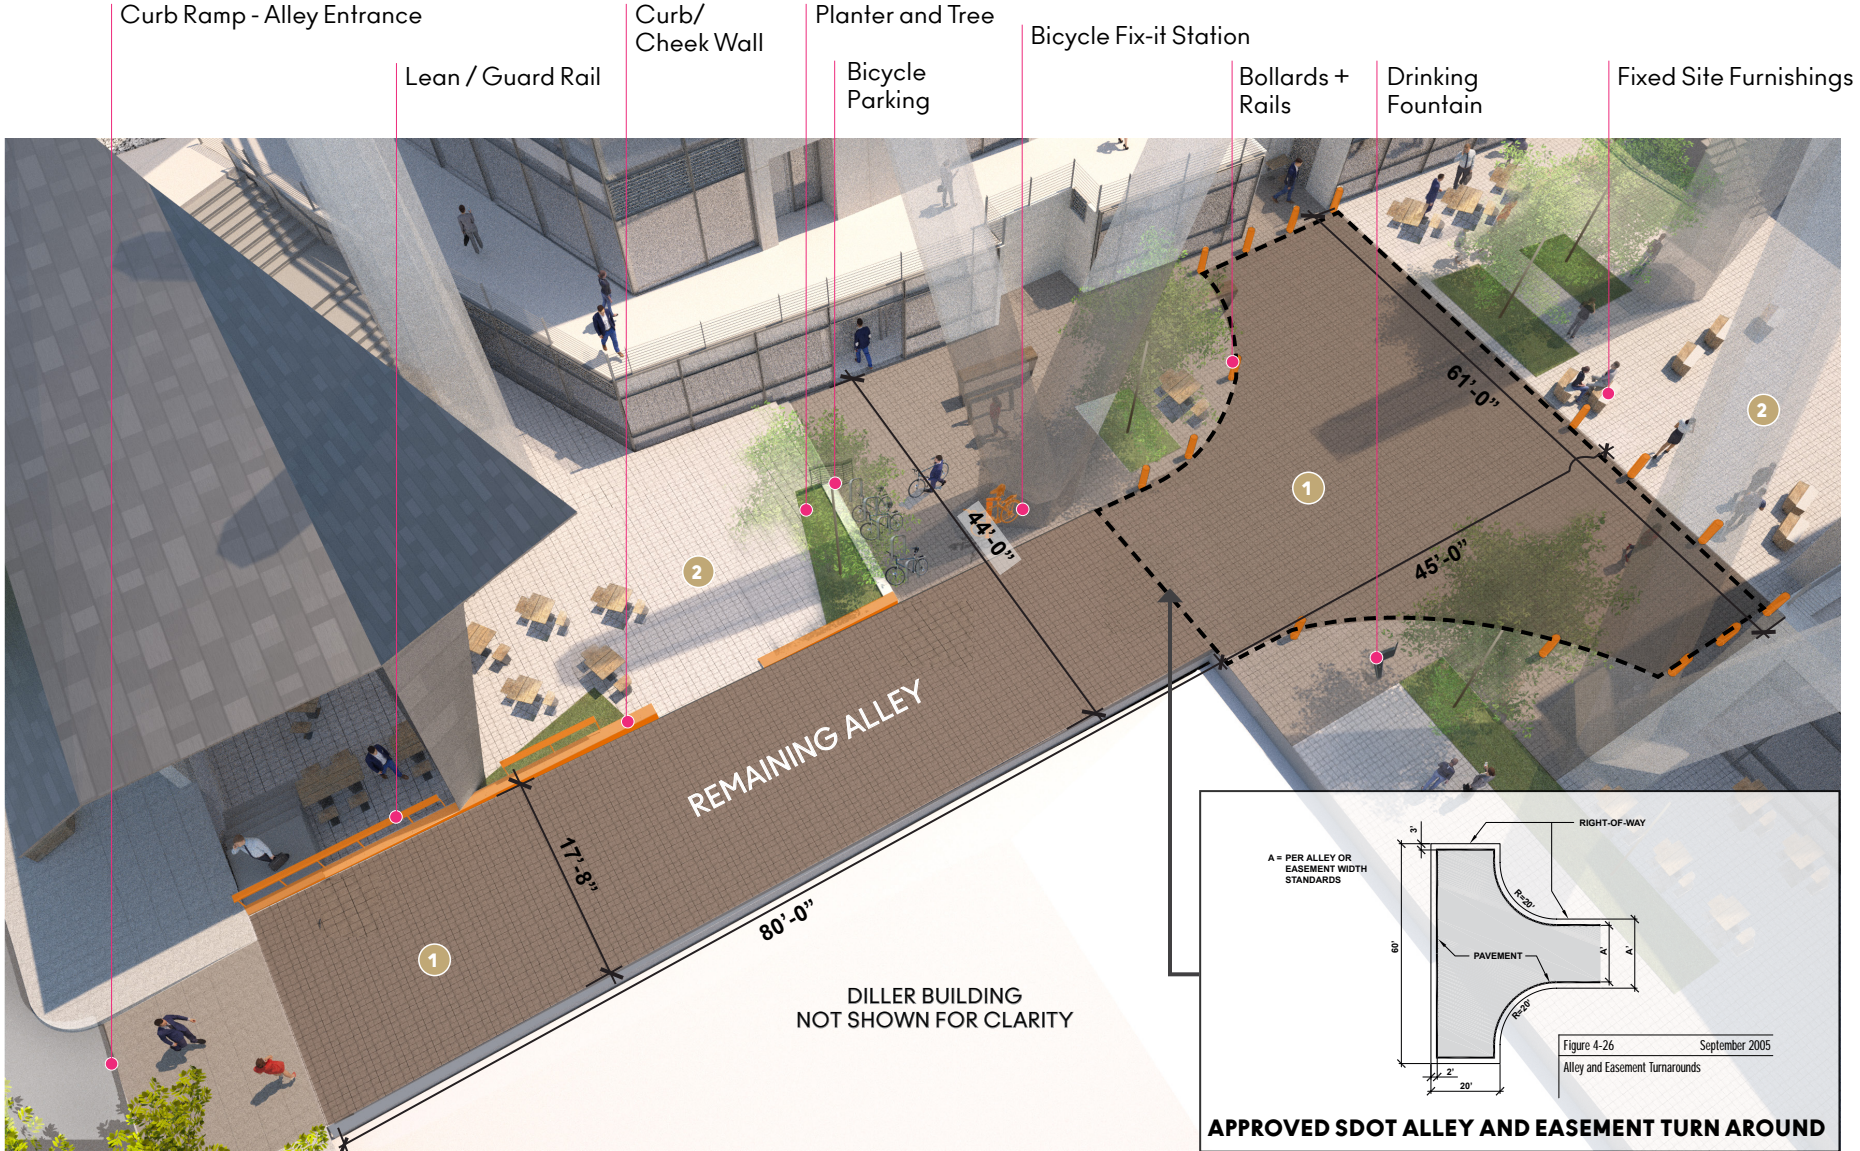 Curb Ramp - Alley Entrance
Lean / Guard Rail
Curb/
Cheek Wall
Planter and Tree
Bicycle
Parking
Bicycle Fix-it Station
Bollards +
Rails
Drinking
Fountain
Fixed Site Furnishings
61'-0"
2
1
44'-0"
45'-0"
2
REMAINING ALLEY
17'-8"
80'-0"
1
DILLER BUILDING
NOT SHOWN FOR CLARITY
RIGHT-OF-WAY
3'
A = PER ALLEY OR
EASEMENT WIDTH
STANDARDS
R=20'
60'
PAVEMENT
A'
A'
R=20'
2'
20'
Figure 4-26 September 2005
Alley and Easement Turnarounds
APPROVED SDOT ALLEY AND EASEMENT TURN AROUND